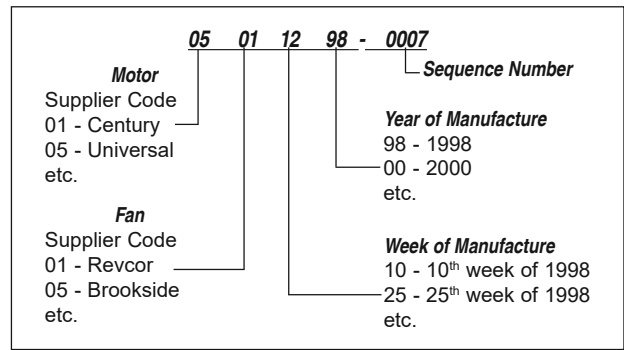 05 01 12 98 - 0007
Sequence Number
Motor
Supplier Code
01 - Century
05 - Universal
etc.
Fan
Supplier Code
01 - Revcor
05 - Brookside
etc.
Year of Manufacture
98 - 1998
00 - 2000
etc.
Week of Manufacture
10 - 10th week of 1998
25 - 25th week of 1998
etc.